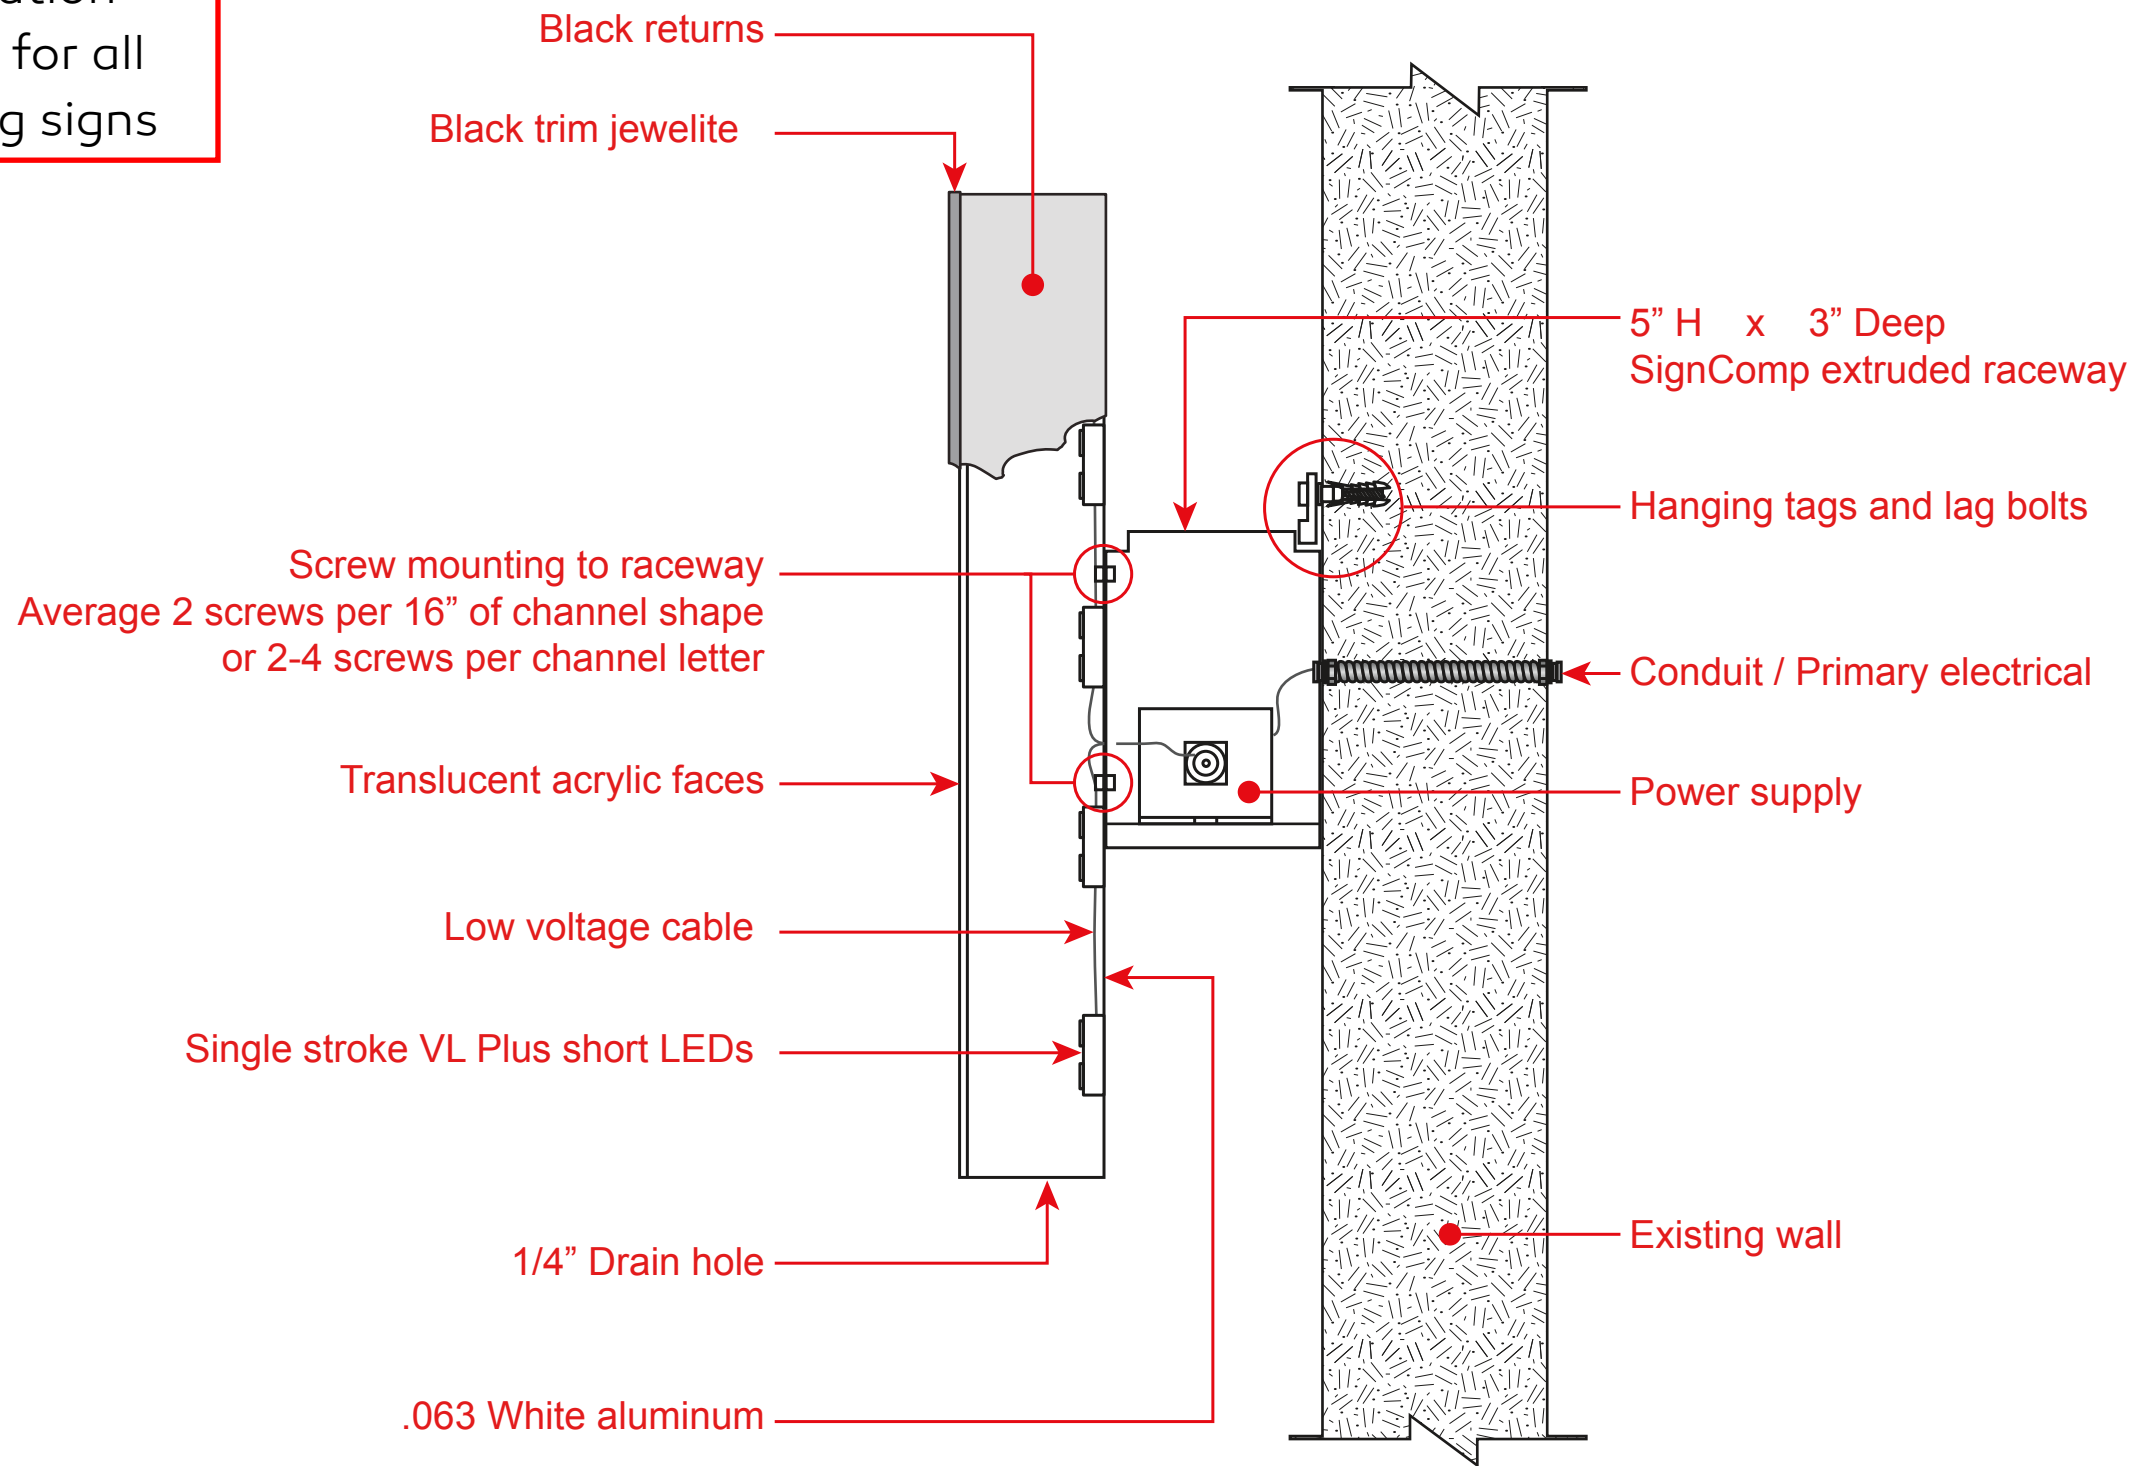 for all
signs
Black returns
Black trim jewelite
5” H x 3” Deep
SignComp extruded raceway
Hanging tags and lag bolts
Screw mounting to raceway
Average 2 screws per 16” of channel shape
or 2-4 screws per channel letter
Conduit / Primary electrical
Translucent acrylic faces
Power supply
Low voltage cable
Single stroke VL Plus short LEDs
Existing wall
1/4” Drain hole
.063 White aluminum